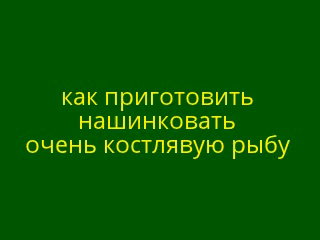 как приготовить
нашинковать
очень костлявую рыбу